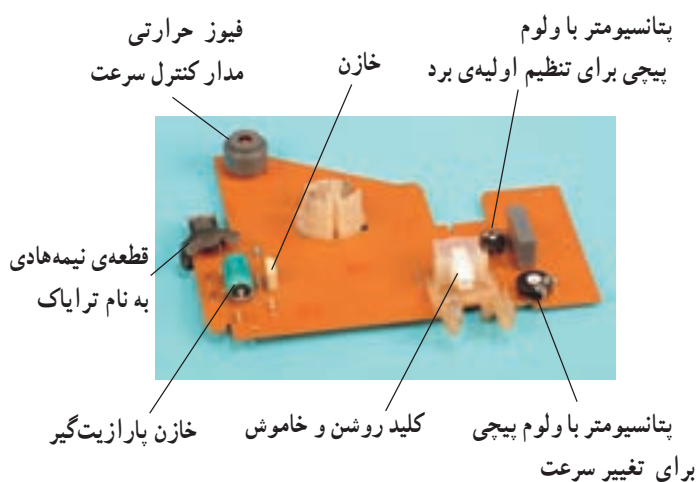 پتانسیومتر با ولوم
پیچی برای تنظیم اولیه‌ی برد
خازن
فیوز حرارتی
مدار کنترل سرعت
قطعه‌ی نیمه‌هادی
به نام ترایاک
پتانسیومتر با ولوم پیچی
برای تغییر سرعت
کلید روشن و خاموش
خازن پارازیت‌گیر